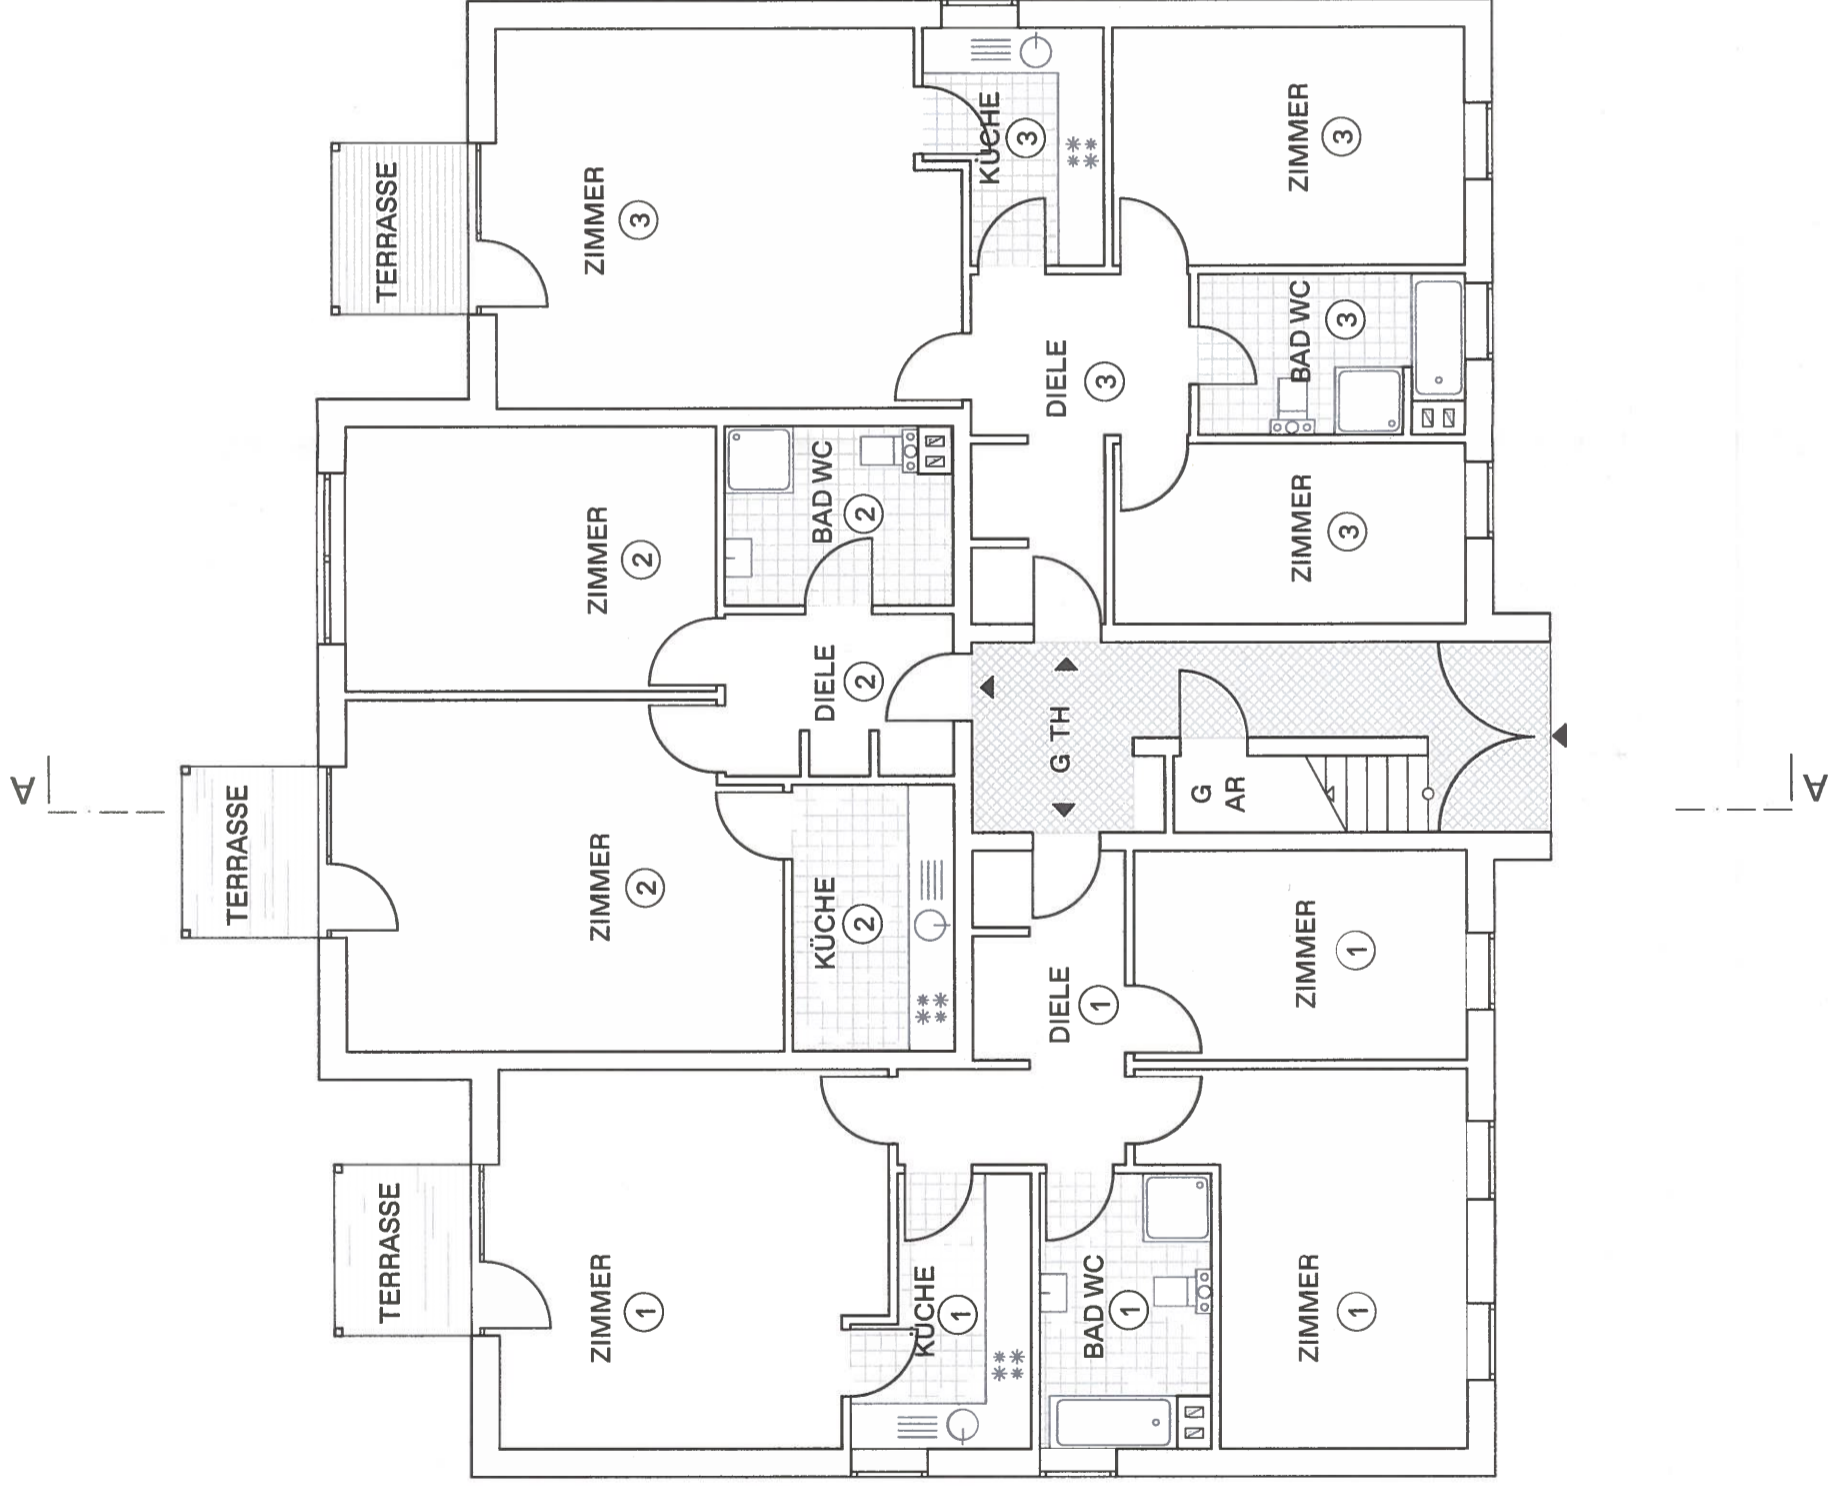 A
TERRASSE
TERRASSE
TERRASSE
ZIMMER
1
ZIMMER
2
ZIMMER
2
ZIMMER
3
KÜCHE
2
DIELE
2
BAD WC
2
KÜCHE
1
KÜCHE
3
BAD WC
1
DIELE
1
G TH
DIELE
3
G
AR
ZIMMER
1
ZIMMER
1
ZIMMER
3
BAD WC
3
ZIMMER
3
A